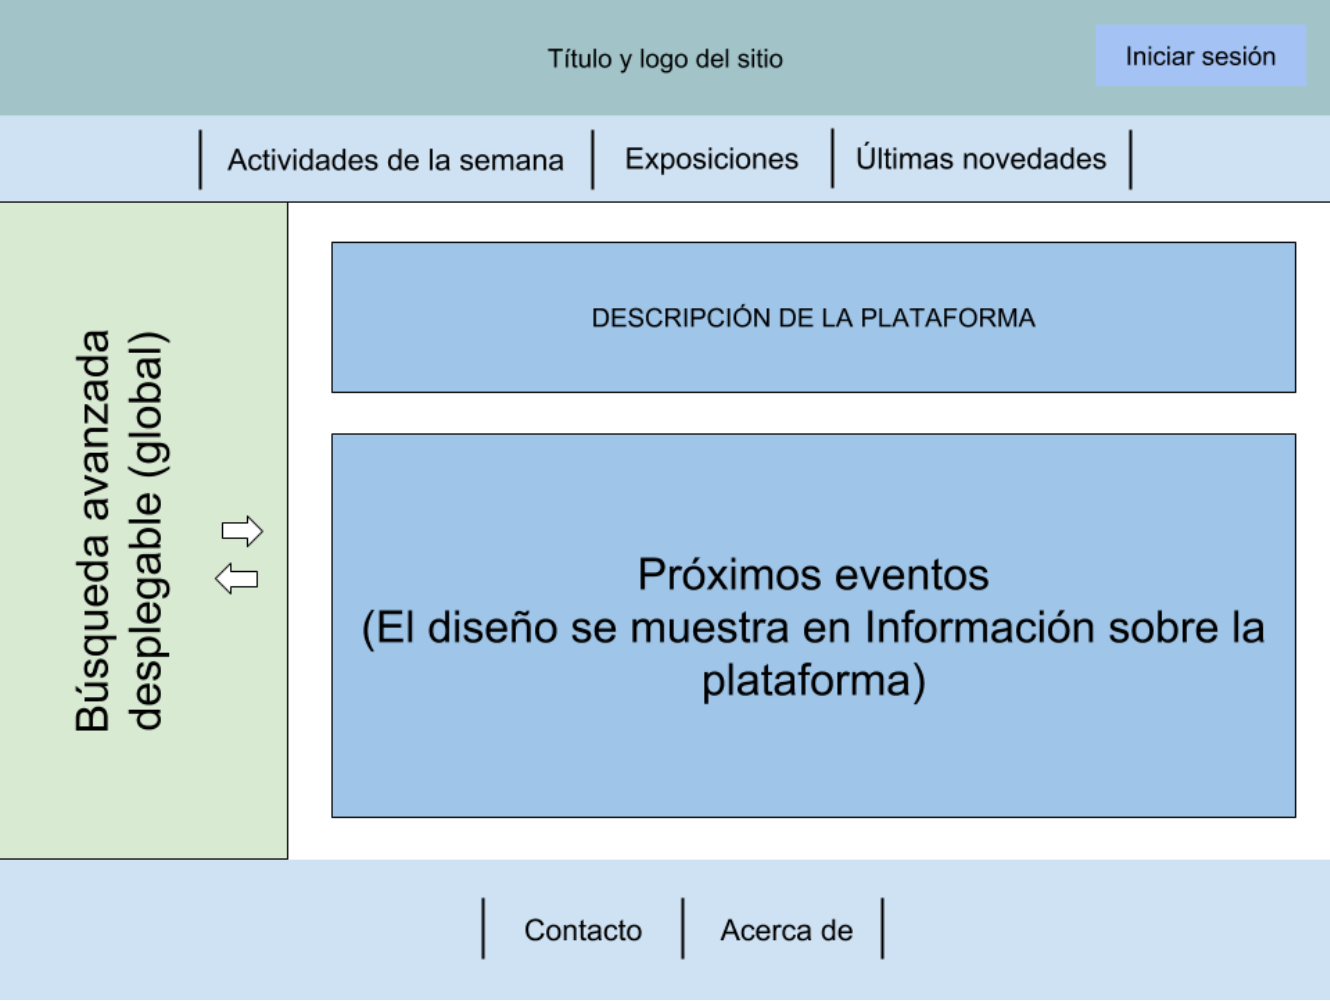 Título y logo del sitio
Iniciar sesión
Actividades de la semana
Exposiciones
Últimas novedades
Búsqueda avanzada
desplegable (global)
DESCRIPCIÓN DE LA PLATAFORMA
Próximos eventos
(El diseño se muestra en Información sobre la
plataforma)
Contacto
Acerca de